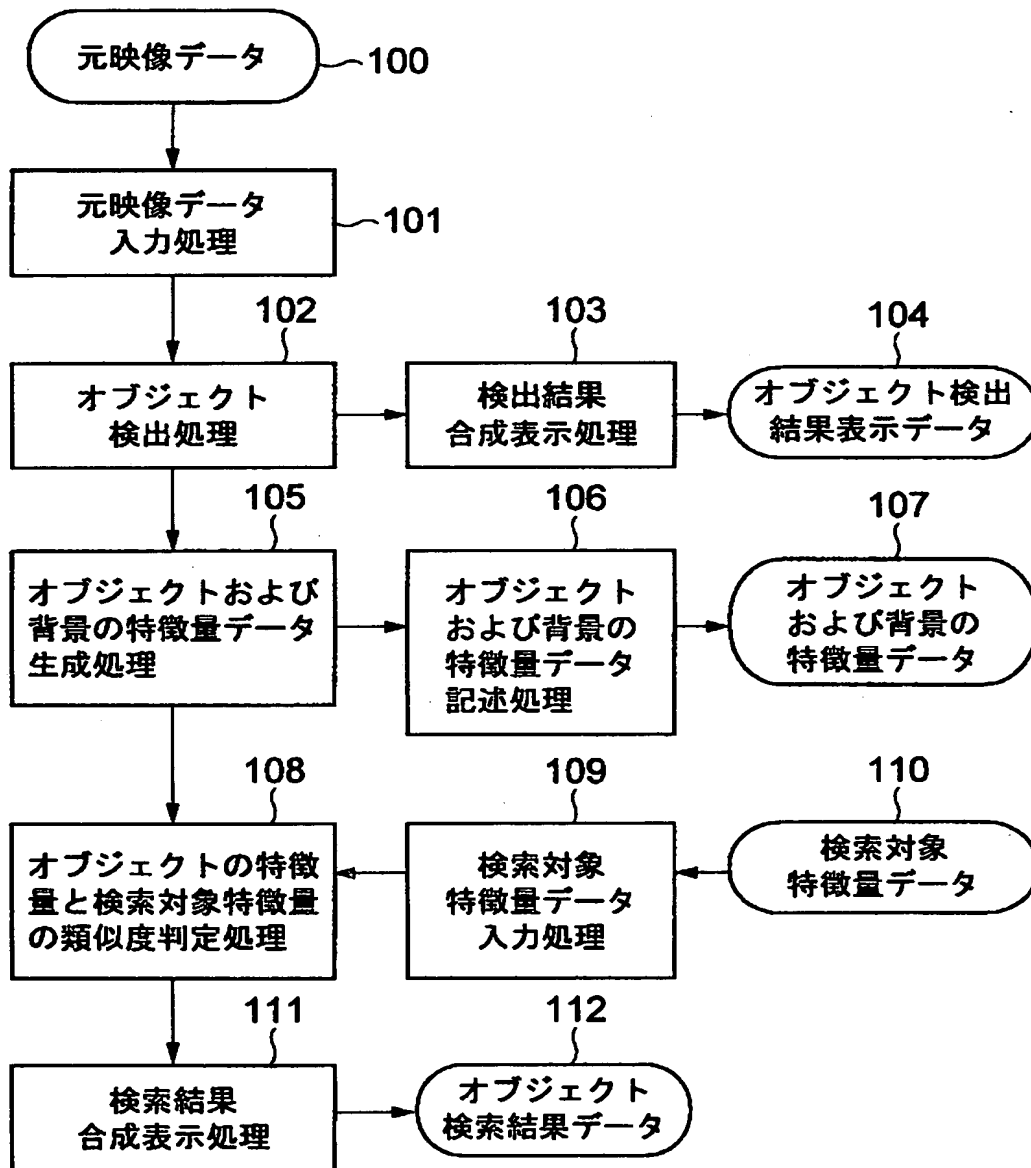 元映像データ
100
元映像データ
入力処理
101
102
103
104
オブジェクト
検出処理
検出結果
合成表示処理
オブジェクト検出
結果表示データ
105
106
107
オブジェクトおよび
背景の特徴量データ
生成処理
オブジェクト
および背景の
特徴量データ
記述処理
オブジェクト
および背景の
特徴量データ
108
109
110
オブジェクトの特徴
量と検索対象特徴量
の類似度判定処理
検索対象
特徴量データ
入力処理
検索対象
特徴量データ
111
112
検索結果
合成表示処理
オブジェクト
検索結果データ